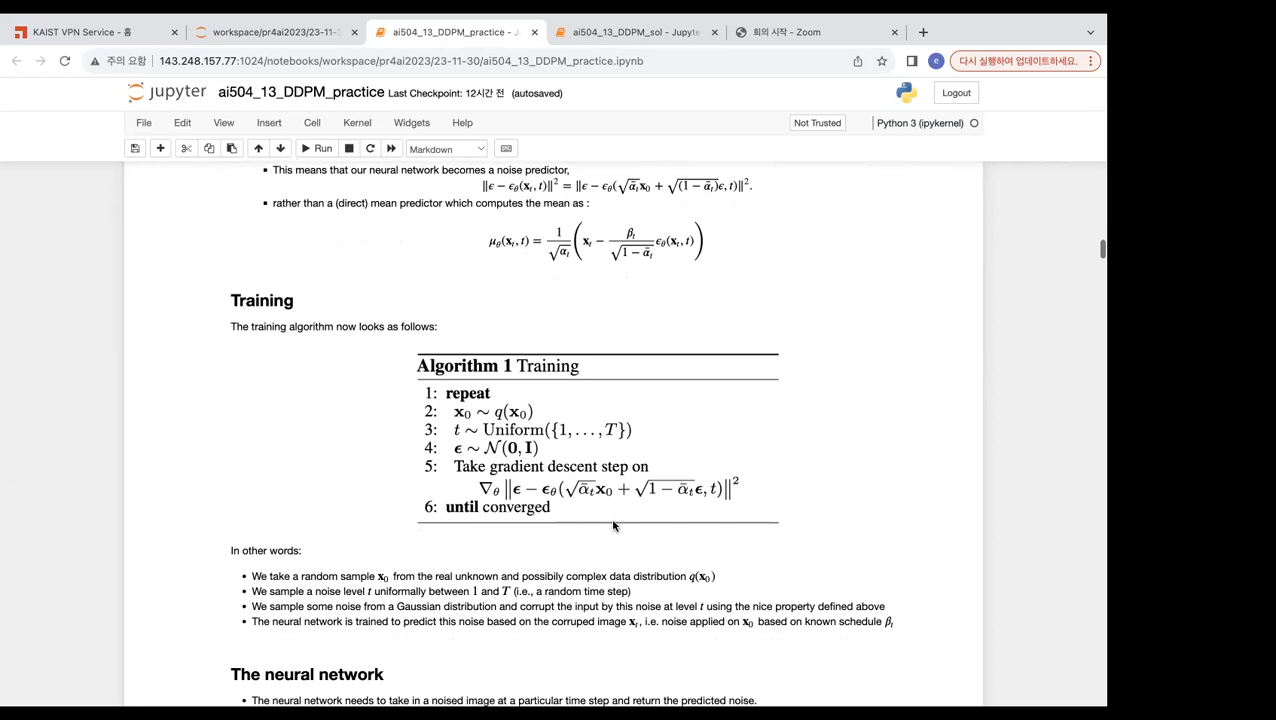 KAIST VPN Service - 홈
workspace/pr4ai2023/23-11-3
ai504_13_DDPM_practice - J
ai504_13_DDPM_sol - Jupyte
회의 시작 - Zoom
주의 요함 143.248.157.77:1024/notebooks/workspace/pr4ai2023/23-11-30/ai504_13_DDPM_practice.ipynb
e
다시 실행하여 업데이트하세요.
jupyter ai504_13_DDPM_practice Last Checkpoint: 12시간 전 (autosaved)
Logout
File Edit View Insert Cell Kernel Widgets Help
Not Trusted
Python 3 (ipykernel)
Run
Markdown
This means that our neural network becomes a noise predictor,
‖ϵ − ϵθ(xt, t)‖² = ‖ϵ − ϵθ(√ᾱt x0 + √(1 − ᾱt)ϵ, t)‖².
rather than a (direct) mean predictor which computes the mean as :
μθ(xt, t) = 1/√αt (xt − βt/√(1 − ᾱt) ϵθ(xt, t))
Training
The training algorithm now looks as follows:
Algorithm 1 Training
1: repeat
2: x0 ∼ q(x0)
3: t ∼ Uniform({1, . . . , T})
4: ϵ ∼ N(0, I)
5: Take gradient descent step on
∇θ ‖ϵ − ϵθ(√ᾱt x0 + √1 − ᾱt ϵ, t)‖²
6: until converged
In other words:
We take a random sample x0 from the real unknown and possibily complex data distribution q(x0)
We sample a noise level t uniformally between 1 and T (i.e., a random time step)
We sample some noise from a Gaussian distribution and corrupt the input by this noise at level t using the nice property defined above
The neural network is trained to predict this noise based on the corruped image xt, i.e. noise applied on x0 based on known schedule βt
The neural network
The neural network needs to take in a noised image at a particular time step and return the predicted noise.